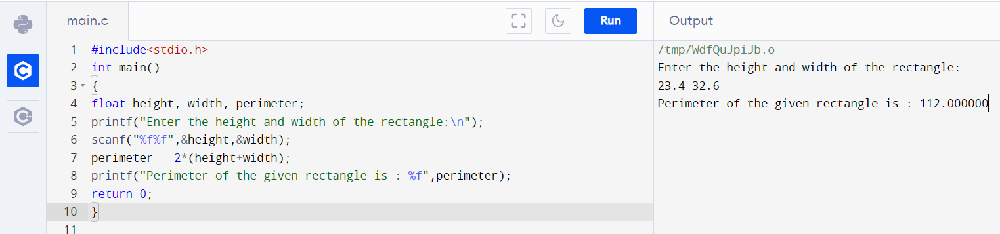 main.c
Run
Output
1 #include<stdio.h>
2 int main()
3 {
4 float height, width, perimeter;
5 printf("Enter the height and width of the rectangle:\n");
6 scanf("%f%f",&height,&width);
7 perimeter = 2*(height+width);
8 printf("Perimeter of the given rectangle is : %f",perimeter);
9 return 0;
10 }
11
/tmp/WdfQuJpiJb.o
Enter the height and width of the rectangle:
23.4 32.6
Perimeter of the given rectangle is : 112.000000